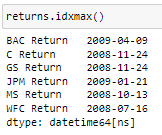 returns.idxmax()
BAC Return   2009-04-09
C Return     2008-11-24
GS Return    2008-11-24
JPM Return   2009-01-21
MS Return    2008-10-13
WFC Return   2008-07-16
dtype: datetime64[ns]